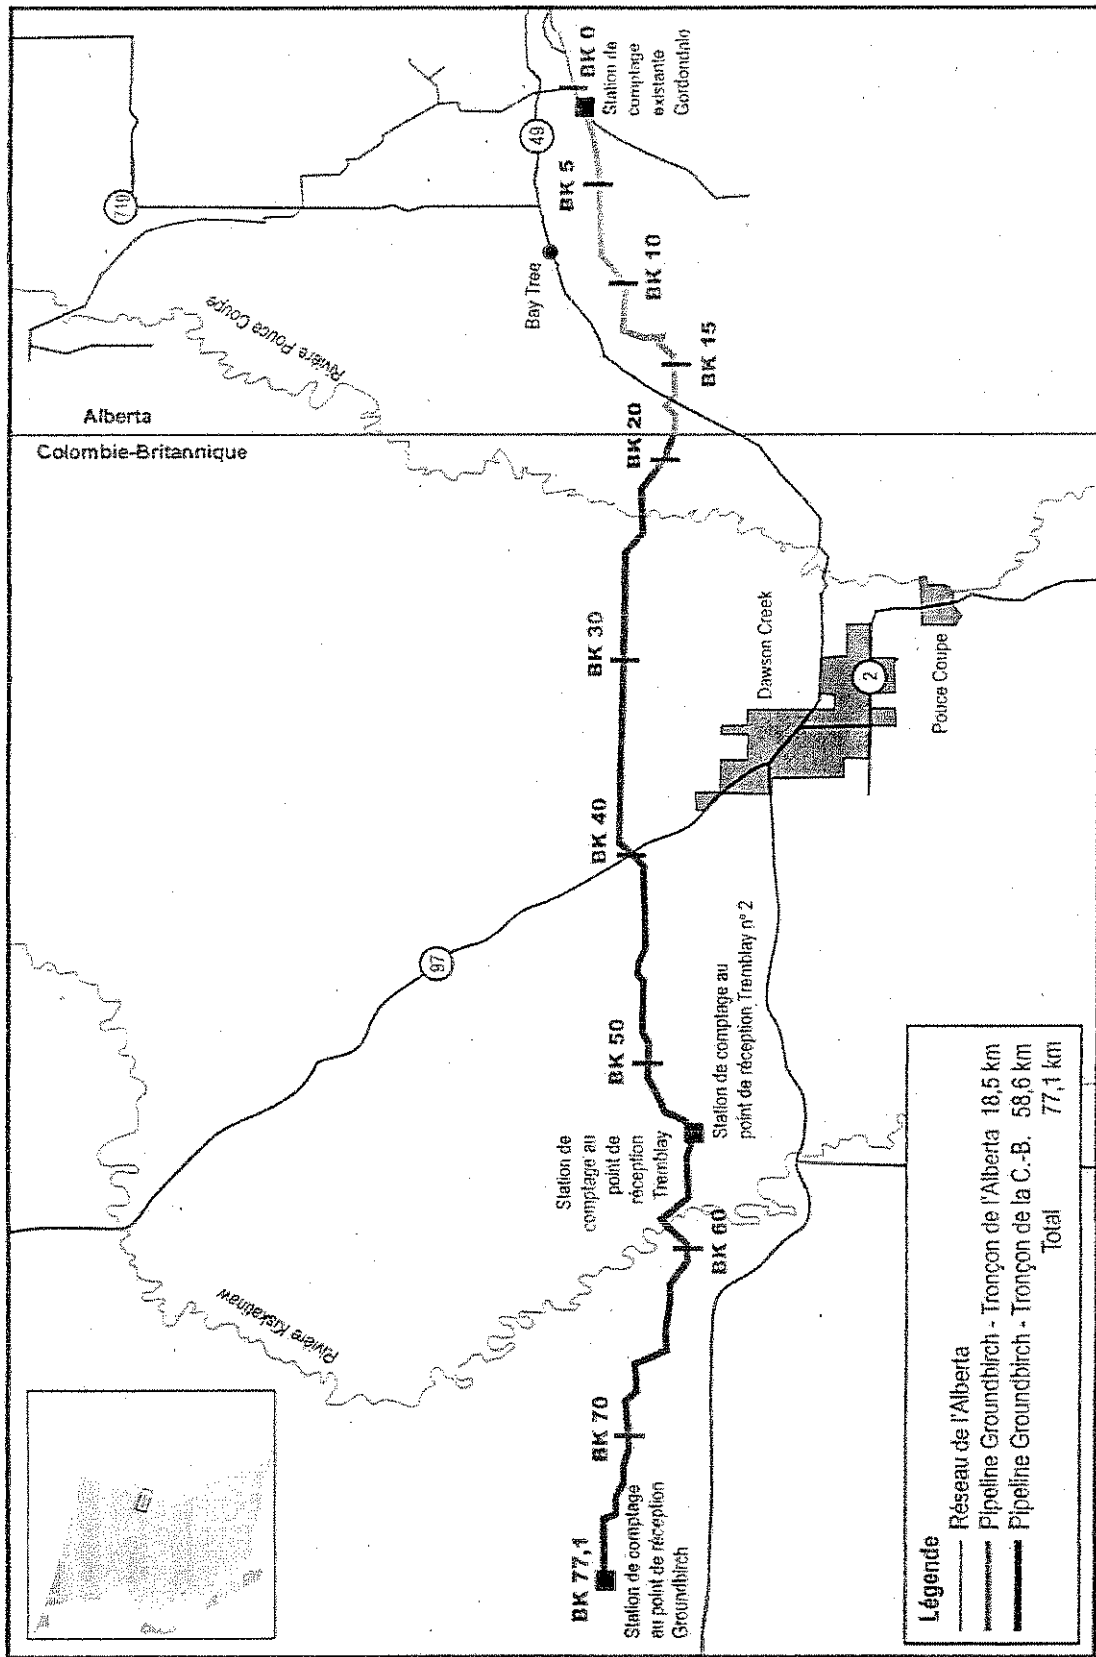 Alberta
Colombie-Britannique
Rivière Pouce Coupe
Rivière Kiskatinaw
710
49
97
2
Bay Tree
Dawson Creek
Pouce Coupe
BK 77,1
Station de comptage
au point de réception
Groundbirch
BK 70
BK 60
Station de
comptage au
point de
réception
Tremblay
Station de comptage au
point de réception Tremblay nº 2
BK 50
BK 40
BK 30
BK 20
BK 15
BK 10
BK 5
BK 0
Station de
comptage
existante
Gordondale
Légende
Réseau de l'Alberta
Pipeline Groundbirch - Tronçon de l'Alberta 18,5 km
Pipeline Groundbirch - Tronçon de la C.-B. 58,6 km
Total 77,1 km